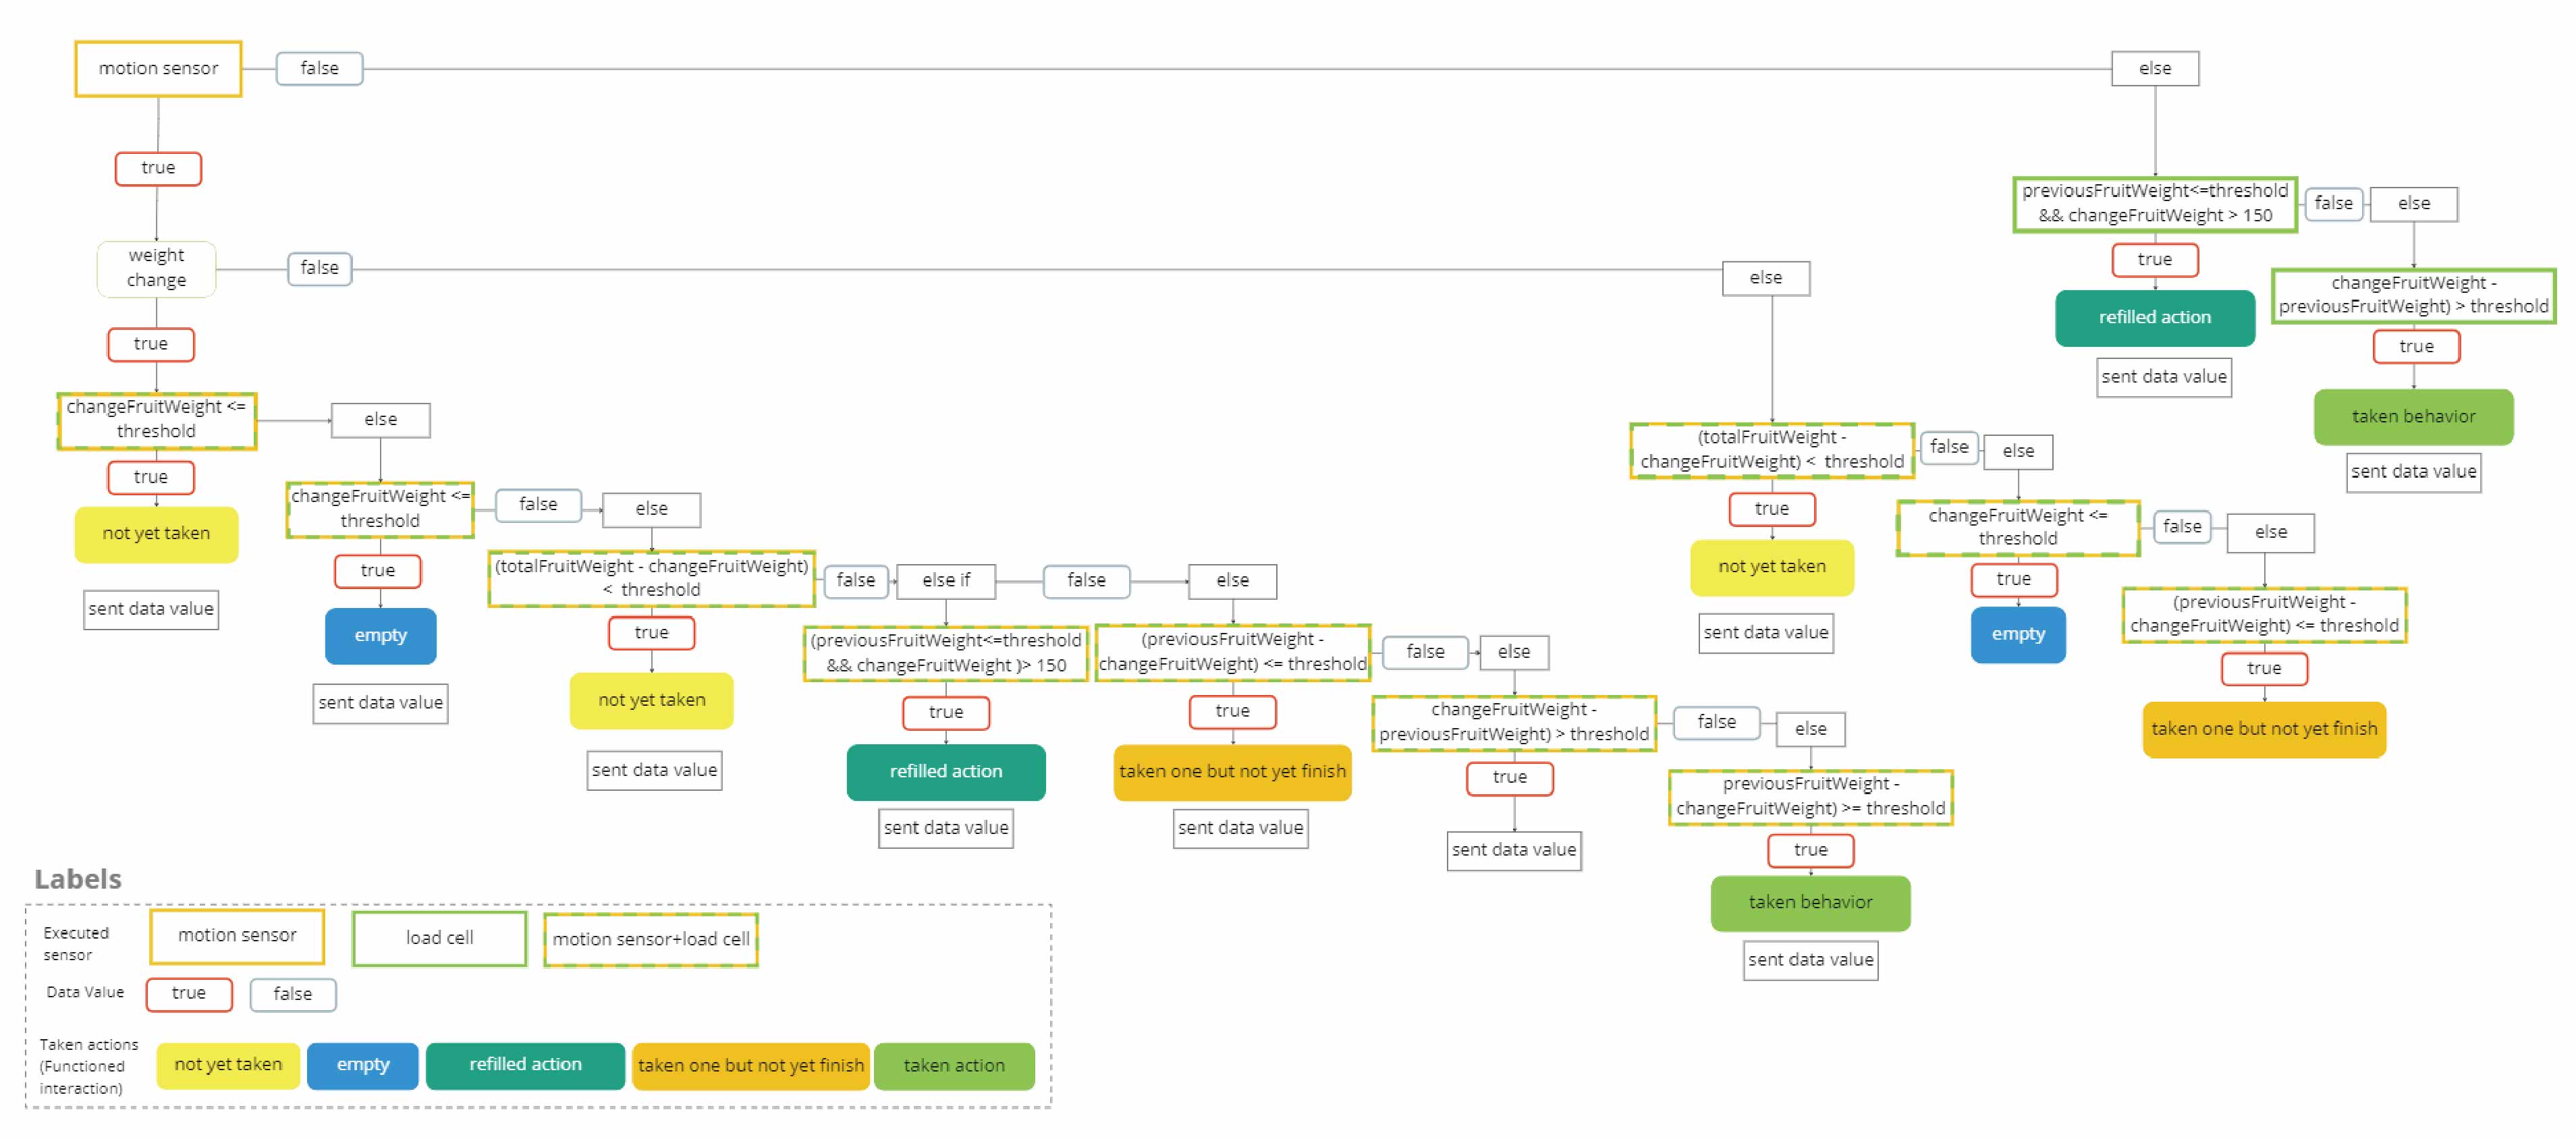 motion sensor
false
else
true
previousFruitWeight<=threshold
&& changeFruitWeight > 150
false
else
true
refilled action
sent data value
changeFruitWeight -
previousFruitWeight) > threshold
true
taken behavior
sent data value
weight
change
false
else
true
changeFruitWeight <=
threshold
else
true
not yet taken
sent data value
changeFruitWeight <=
threshold
false
else
true
empty
sent data value
(totalFruitWeight - changeFruitWeight)
< threshold
false
else if
false
else
true
not yet taken
sent data value
(previousFruitWeight<=threshold
&& changeFruitWeight )> 150
true
refilled action
sent data value
(previousFruitWeight -
changeFruitWeight) <= threshold
false
else
true
taken one but not yet finish
sent data value
changeFruitWeight -
previousFruitWeight) > threshold
false
else
true
sent data value
previousFruitWeight -
changeFruitWeight) >= threshold
true
taken behavior
sent data value
(totalFruitWeight -
changeFruitWeight) < threshold
false
else
true
not yet taken
sent data value
changeFruitWeight <=
threshold
false
else
true
empty
(previousFruitWeight -
changeFruitWeight) <= threshold
true
taken one but not yet finish
Labels
Executed
sensor
motion sensor
load cell
motion sensor+load cell
Data Value
true
false
Taken actions
(Functioned
interaction)
not yet taken
empty
refilled action
taken one but not yet finish
taken action